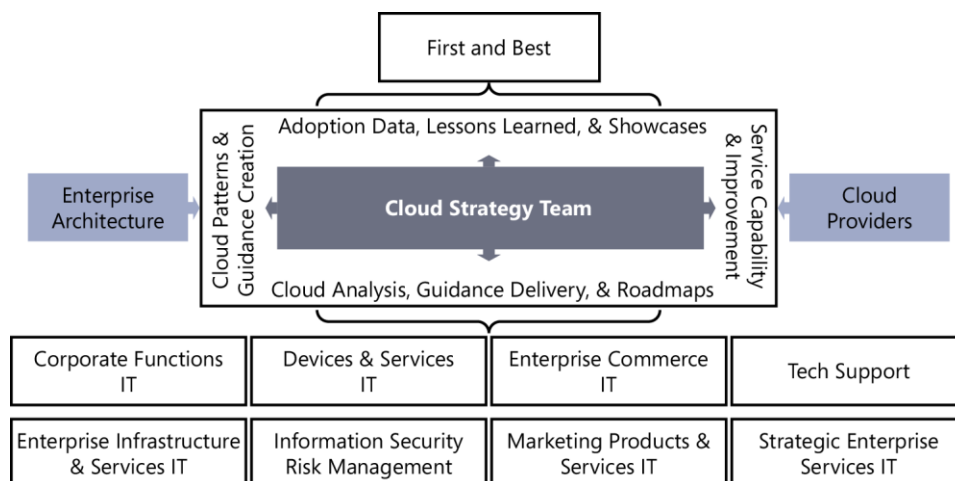 First and Best
Adoption Data, Lessons Learned, & Showcases
Enterprise
Architecture
Cloud Patterns &
Guidance Creation
Cloud Strategy Team
Service Capability
& Improvement
Cloud
Providers
Cloud Analysis, Guidance Delivery, & Roadmaps
Corporate Functions
IT
Devices & Services
IT
Enterprise Commerce
IT
Tech Support
Enterprise Infrastructure
& Services IT
Information Security
Risk Management
Marketing Products &
Services IT
Strategic Enterprise
Services IT